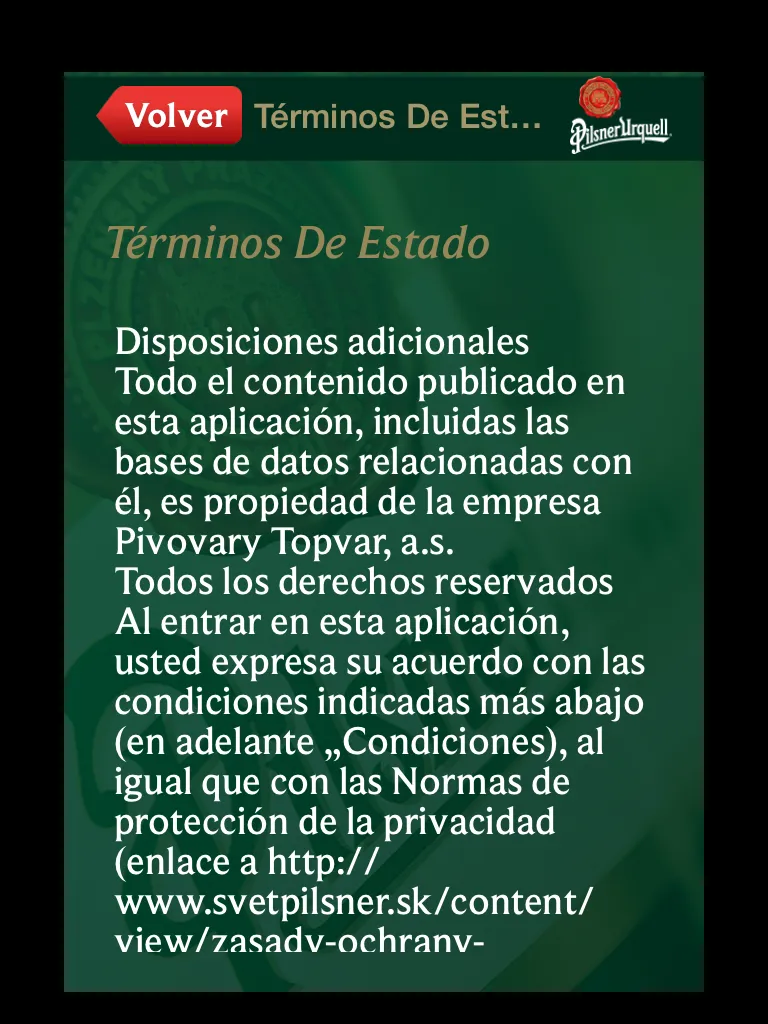 Volver
Términos De Est...
Pilsner Urquell
Términos De Estado
Disposiciones adicionales
Todo el contenido publicado en
esta aplicación, incluidas las
bases de datos relacionadas con
él, es propiedad de la empresa
Pivovary Topvar, a.s.
Todos los derechos reservados
Al entrar en esta aplicación,
usted expresa su acuerdo con las
condiciones indicadas más abajo
(en adelante „Condiciones), al
igual que con las Normas de
protección de la privacidad
(enlace a http://
www.svetpilsner.sk/content/
view/zasady-ochrany-